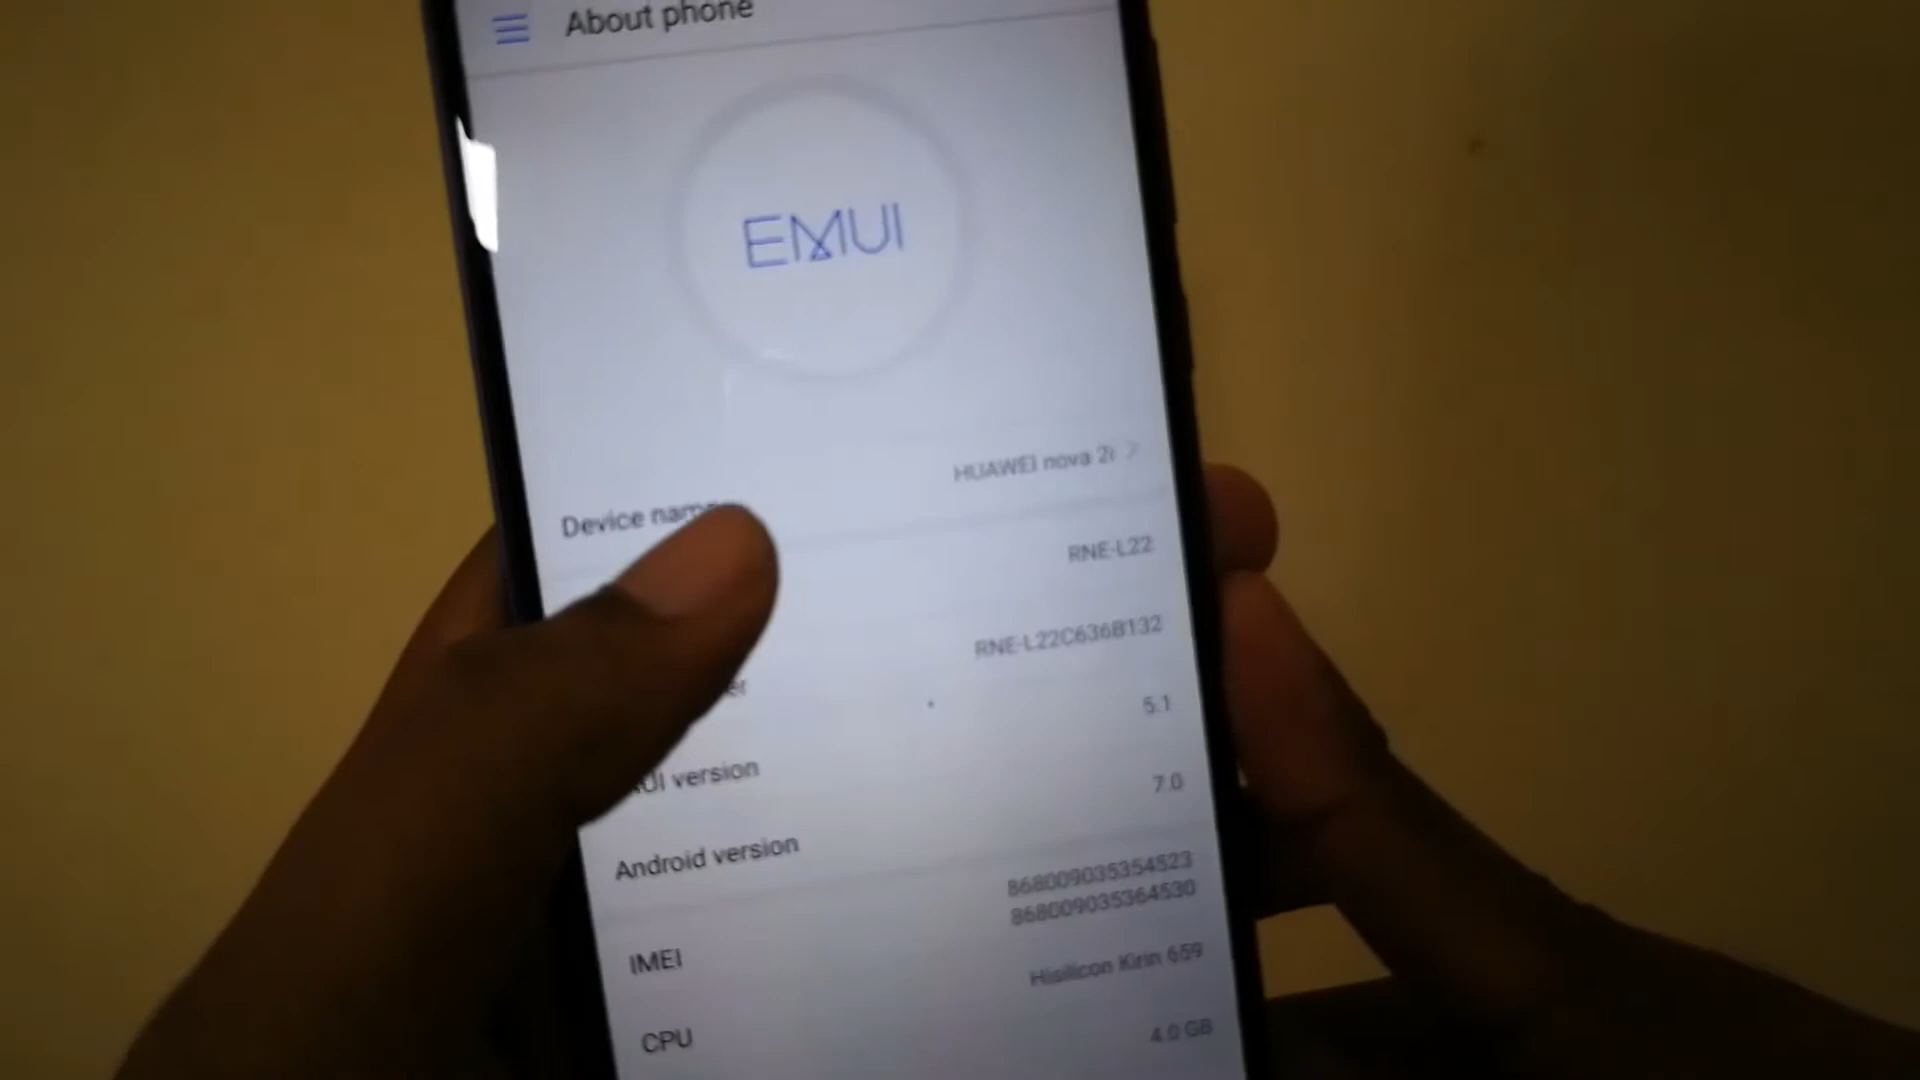 About phone
EMUI
Device name HUAWEI nova 2i
RNE-L22
er RNE-L22C636B132
UI version 5.1
Android version 7.0
IMEI 868009035354523
868009035364530
CPU Hisilicon Kirin 659
4.0 GB